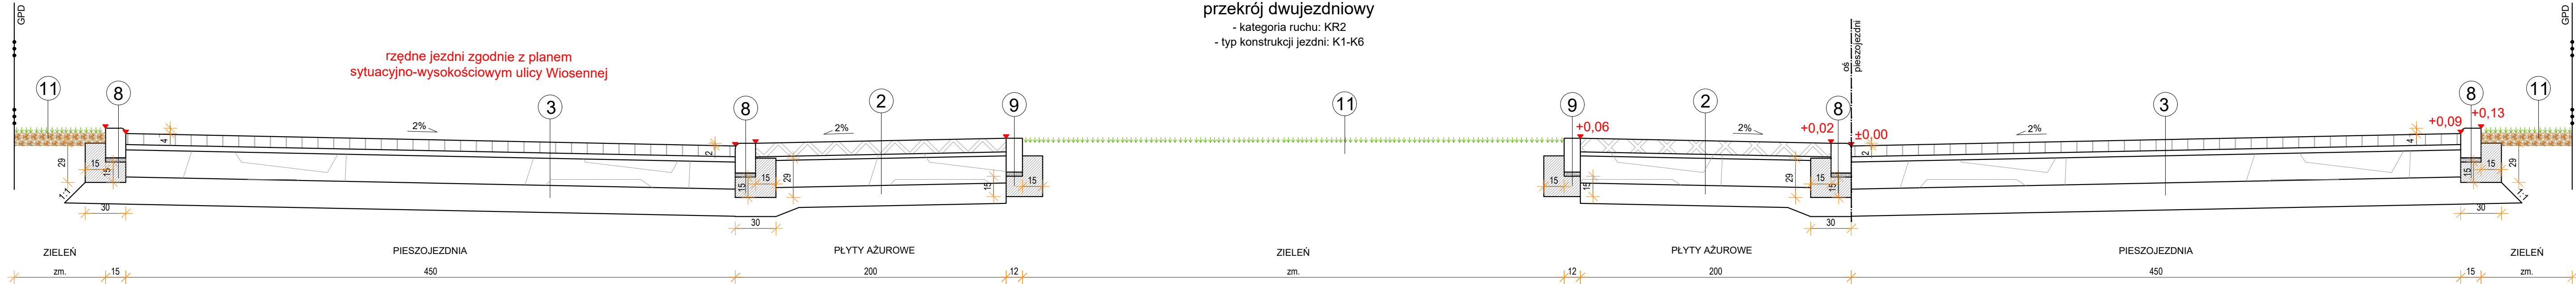 przekrój dwujezdniowy
- kategoria ruchu: KR2
- typ konstrukcji jezdni: K1-K6
GPD
GPD
oś
pieszojezdni
rzędne jezdni zgodnie z planem
sytuacyjno-wysokościowym ulicy Wiosennej
11
8
3
8
2
9
11
9
2
8
3
8
11
4
2%
2
2%
+0,06
2%
+0,02
±0,00
2
2%
4
+0,09
+0,13
29
15
15
1:1
30
15
15
29
30
15
15
15
15
29
15
15
30
15
15
29
1:1
30
ZIELEŃ
PIESZOJEZDNIA
PŁYTY AŻUROWE
ZIELEŃ
PŁYTY AŻUROWE
PIESZOJEZDNIA
ZIELEŃ
zm.
15
450
200
12
zm.
12
200
450
15
zm.